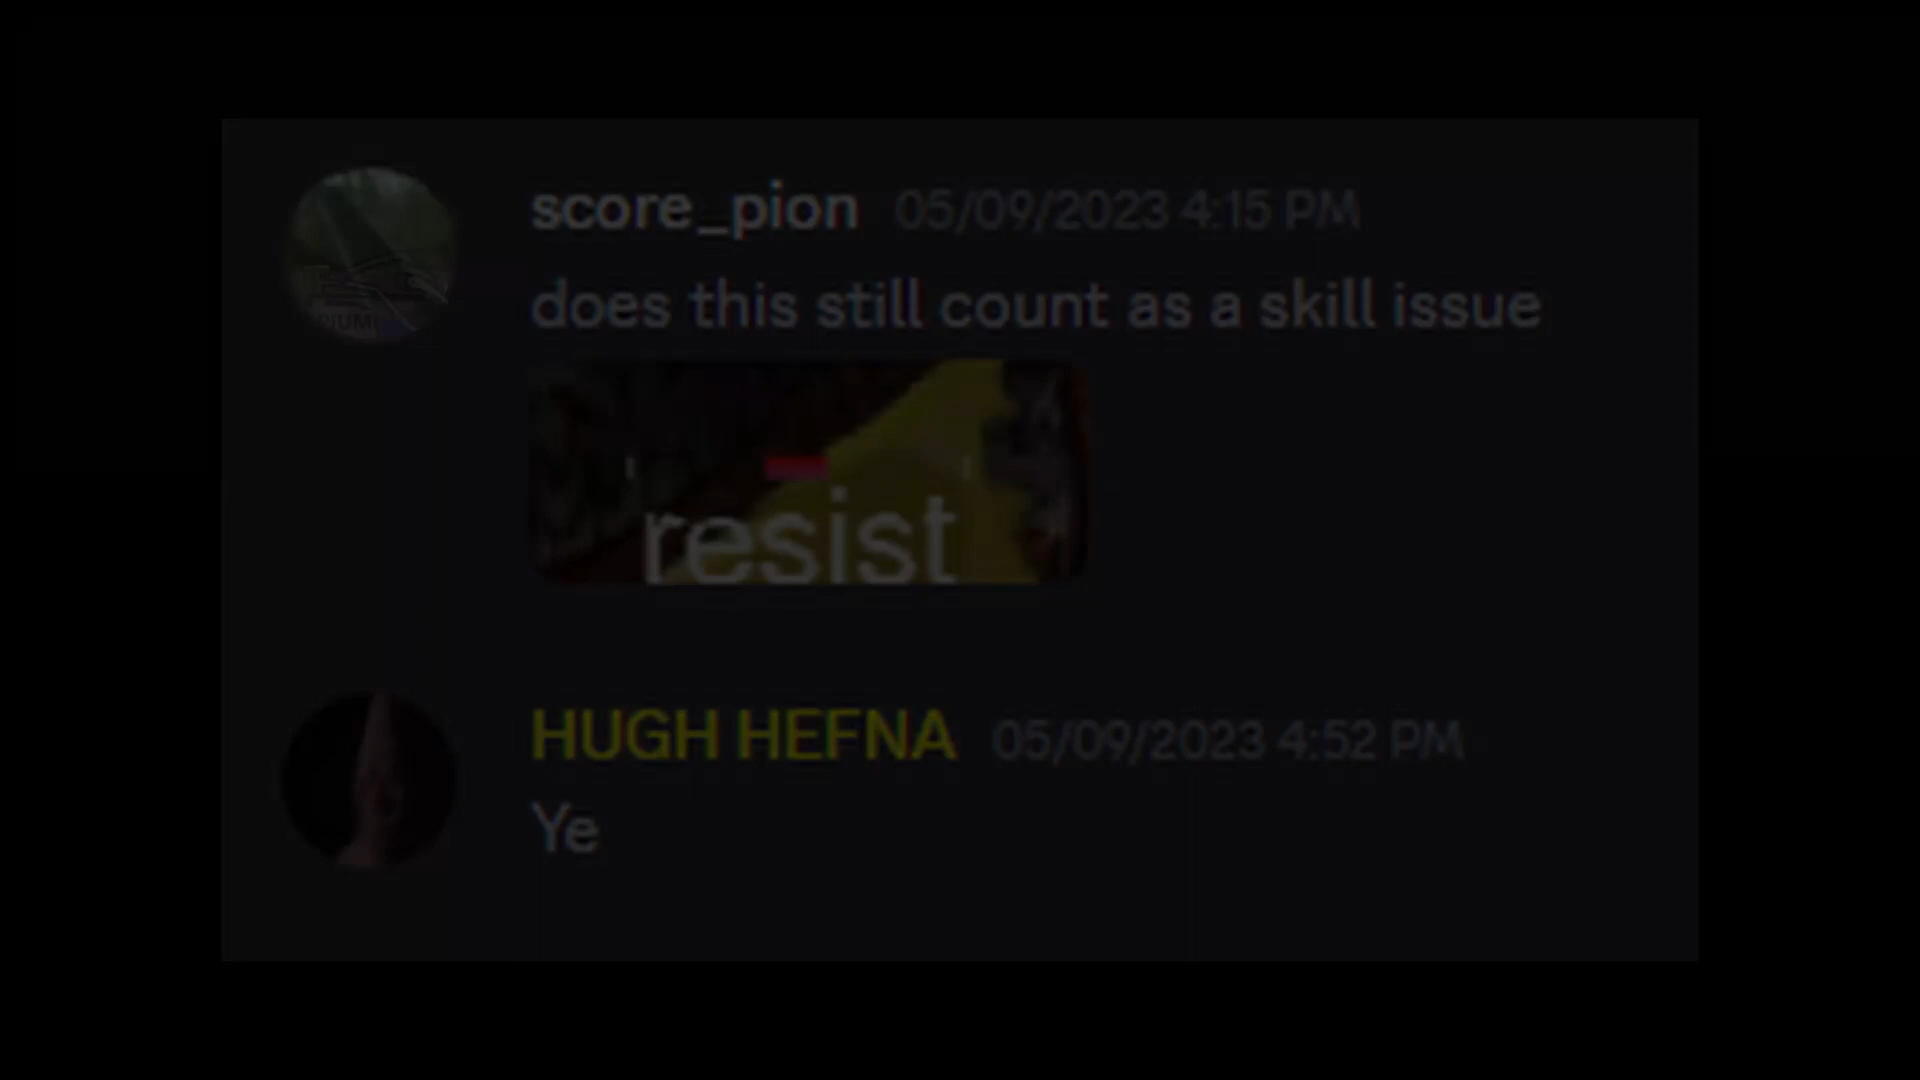 score_pion 05/09/2023 4:15 PM
does this still count as a skill issue
resist
HUGH HEFNA 05/09/2023 4:52 PM
Ye